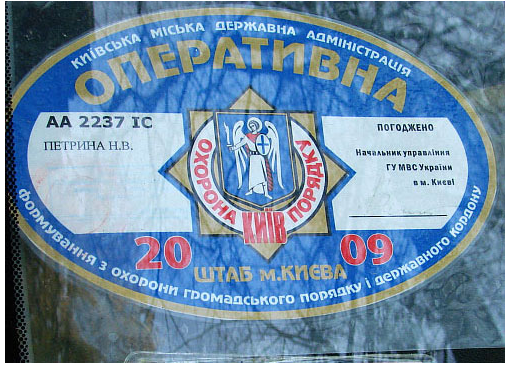 КИЇВСЬКА МІСЬКА ДЕРЖАВНА АДМІНІСТРАЦІЯ
ОПЕРАТИВНА
АА 2237 ІС
ПЕТРИНА Н.В.
ОХОРОНА ПОРЯДКУ
КИЇВ
ПОГОДЖЕНО
Начальник управління
ГУ МВС України
в м. Києві
20 09
ШТАБ м.КИЄВА
формування з охорони громадського порядку і державного кордону